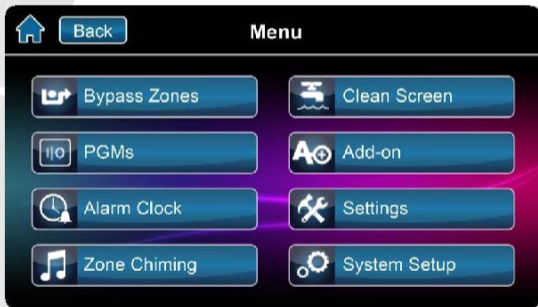 Back
Menu
Bypass Zones
Clean Screen
PGMs
Add-on
Alarm Clock
Settings
Zone Chiming
System Setup